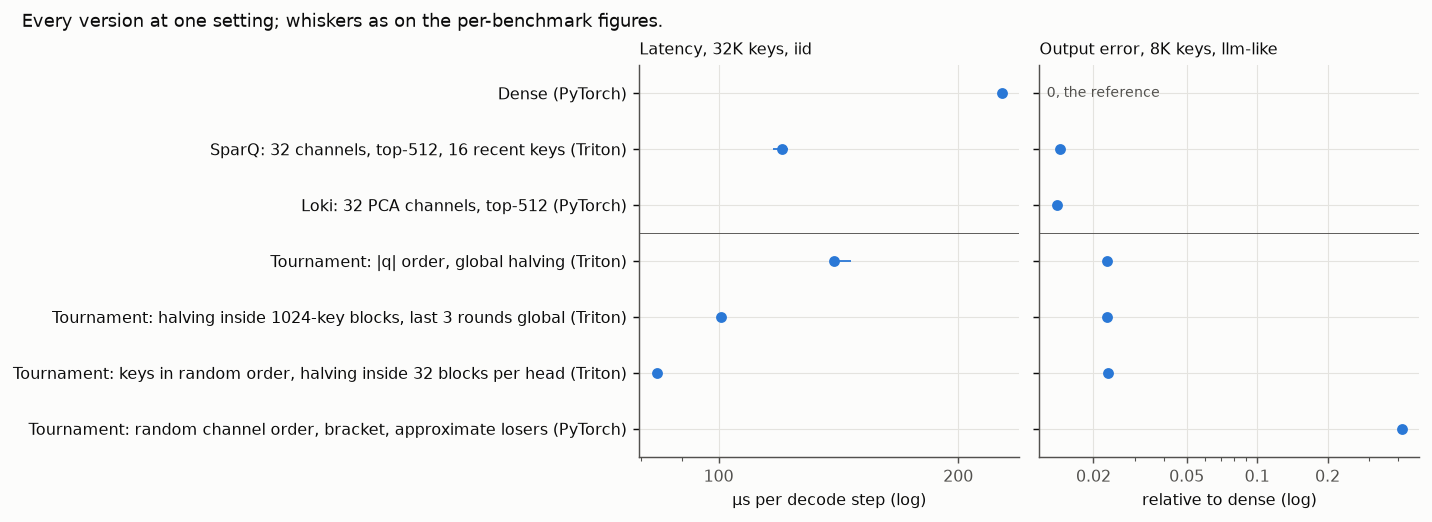 Every version at one setting; whiskers as on the per-benchmark figures.
Latency, 32K keys, iid
Output error, 8K keys, llm-like
Dense (PyTorch)
0, the reference
SparQ: 32 channels, top-512, 16 recent keys (Triton)
Loki: 32 PCA channels, top-512 (PyTorch)
Tournament: |q| order, global halving (Triton)
Tournament: halving inside 1024-key blocks, last 3 rounds global (Triton)
Tournament: keys in random order, halving inside 32 blocks per head (Triton)
Tournament: random channel order, bracket, approximate losers (PyTorch)
100 200
0.02 0.05 0.1 0.2
µs per decode step (log)
relative to dense (log)